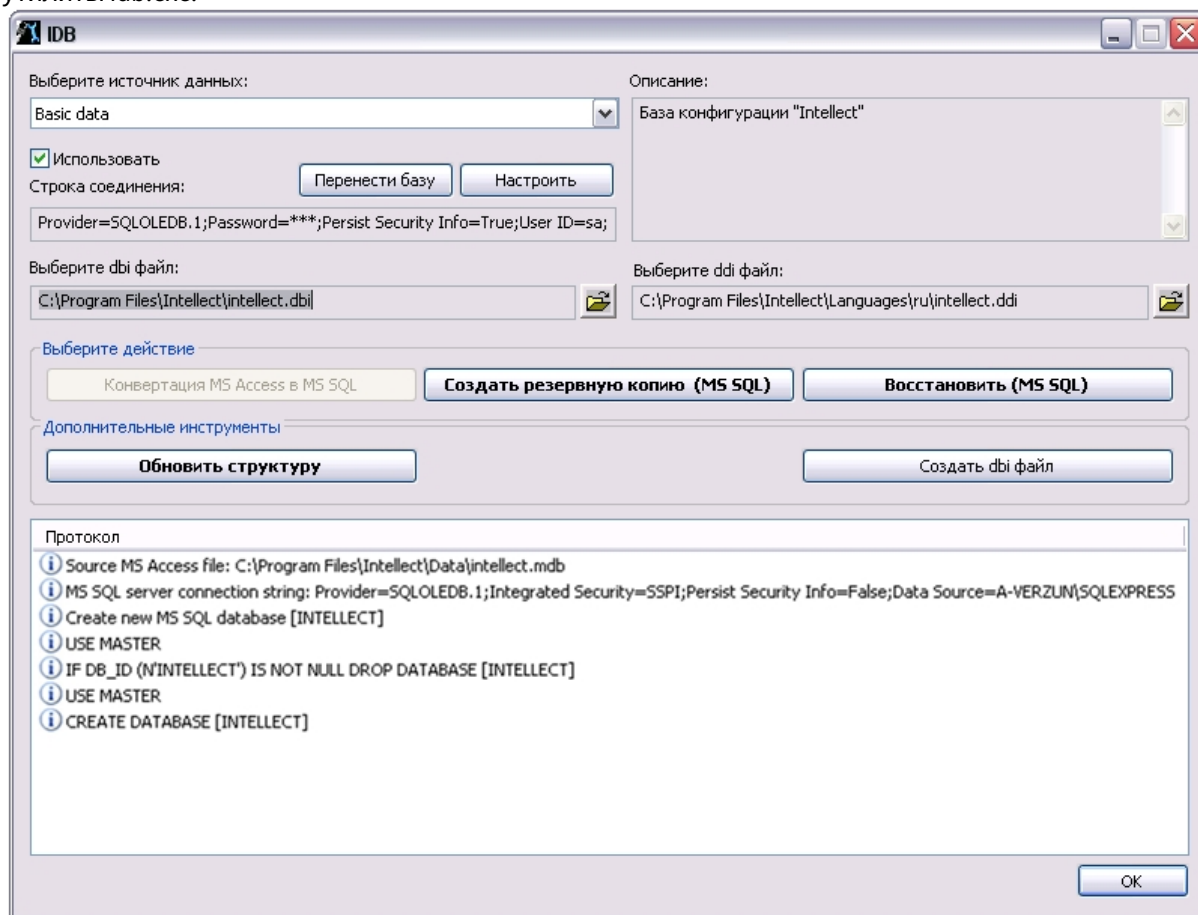 IDB
Выберите источник данных:
Описание:
Basic data
База конфигурации "Intellect"
Использовать
Строка соединения:
Перенести базу
Настроить
Provider=SQLOLEDB.1;Password=***;Persist Security Info=True;User ID=sa;
Выберите dbi файл:
Выберите ddi файл:
C:\Program Files\Intellect\intellect.dbi
C:\Program Files\Intellect\Languages\ru\intellect.ddi
Выберите действие
Конвертация MS Access в MS SQL
Создать резервную копию (MS SQL)
Восстановить (MS SQL)
Дополнительные инструменты
Обновить структуру
Создать dbi файл
Протокол
Source MS Access file: C:\Program Files\Intellect\Data\intellect.mdb
MS SQL server connection string: Provider=SQLOLEDB.1;Integrated Security=SSPI;Persist Security Info=False;Data Source=A-VERZUN\SQLEXPRESS
Create new MS SQL database [INTELLECT]
USE MASTER
IF DB_ID (N'INTELLECT') IS NOT NULL DROP DATABASE [INTELLECT]
USE MASTER
CREATE DATABASE [INTELLECT]
OK